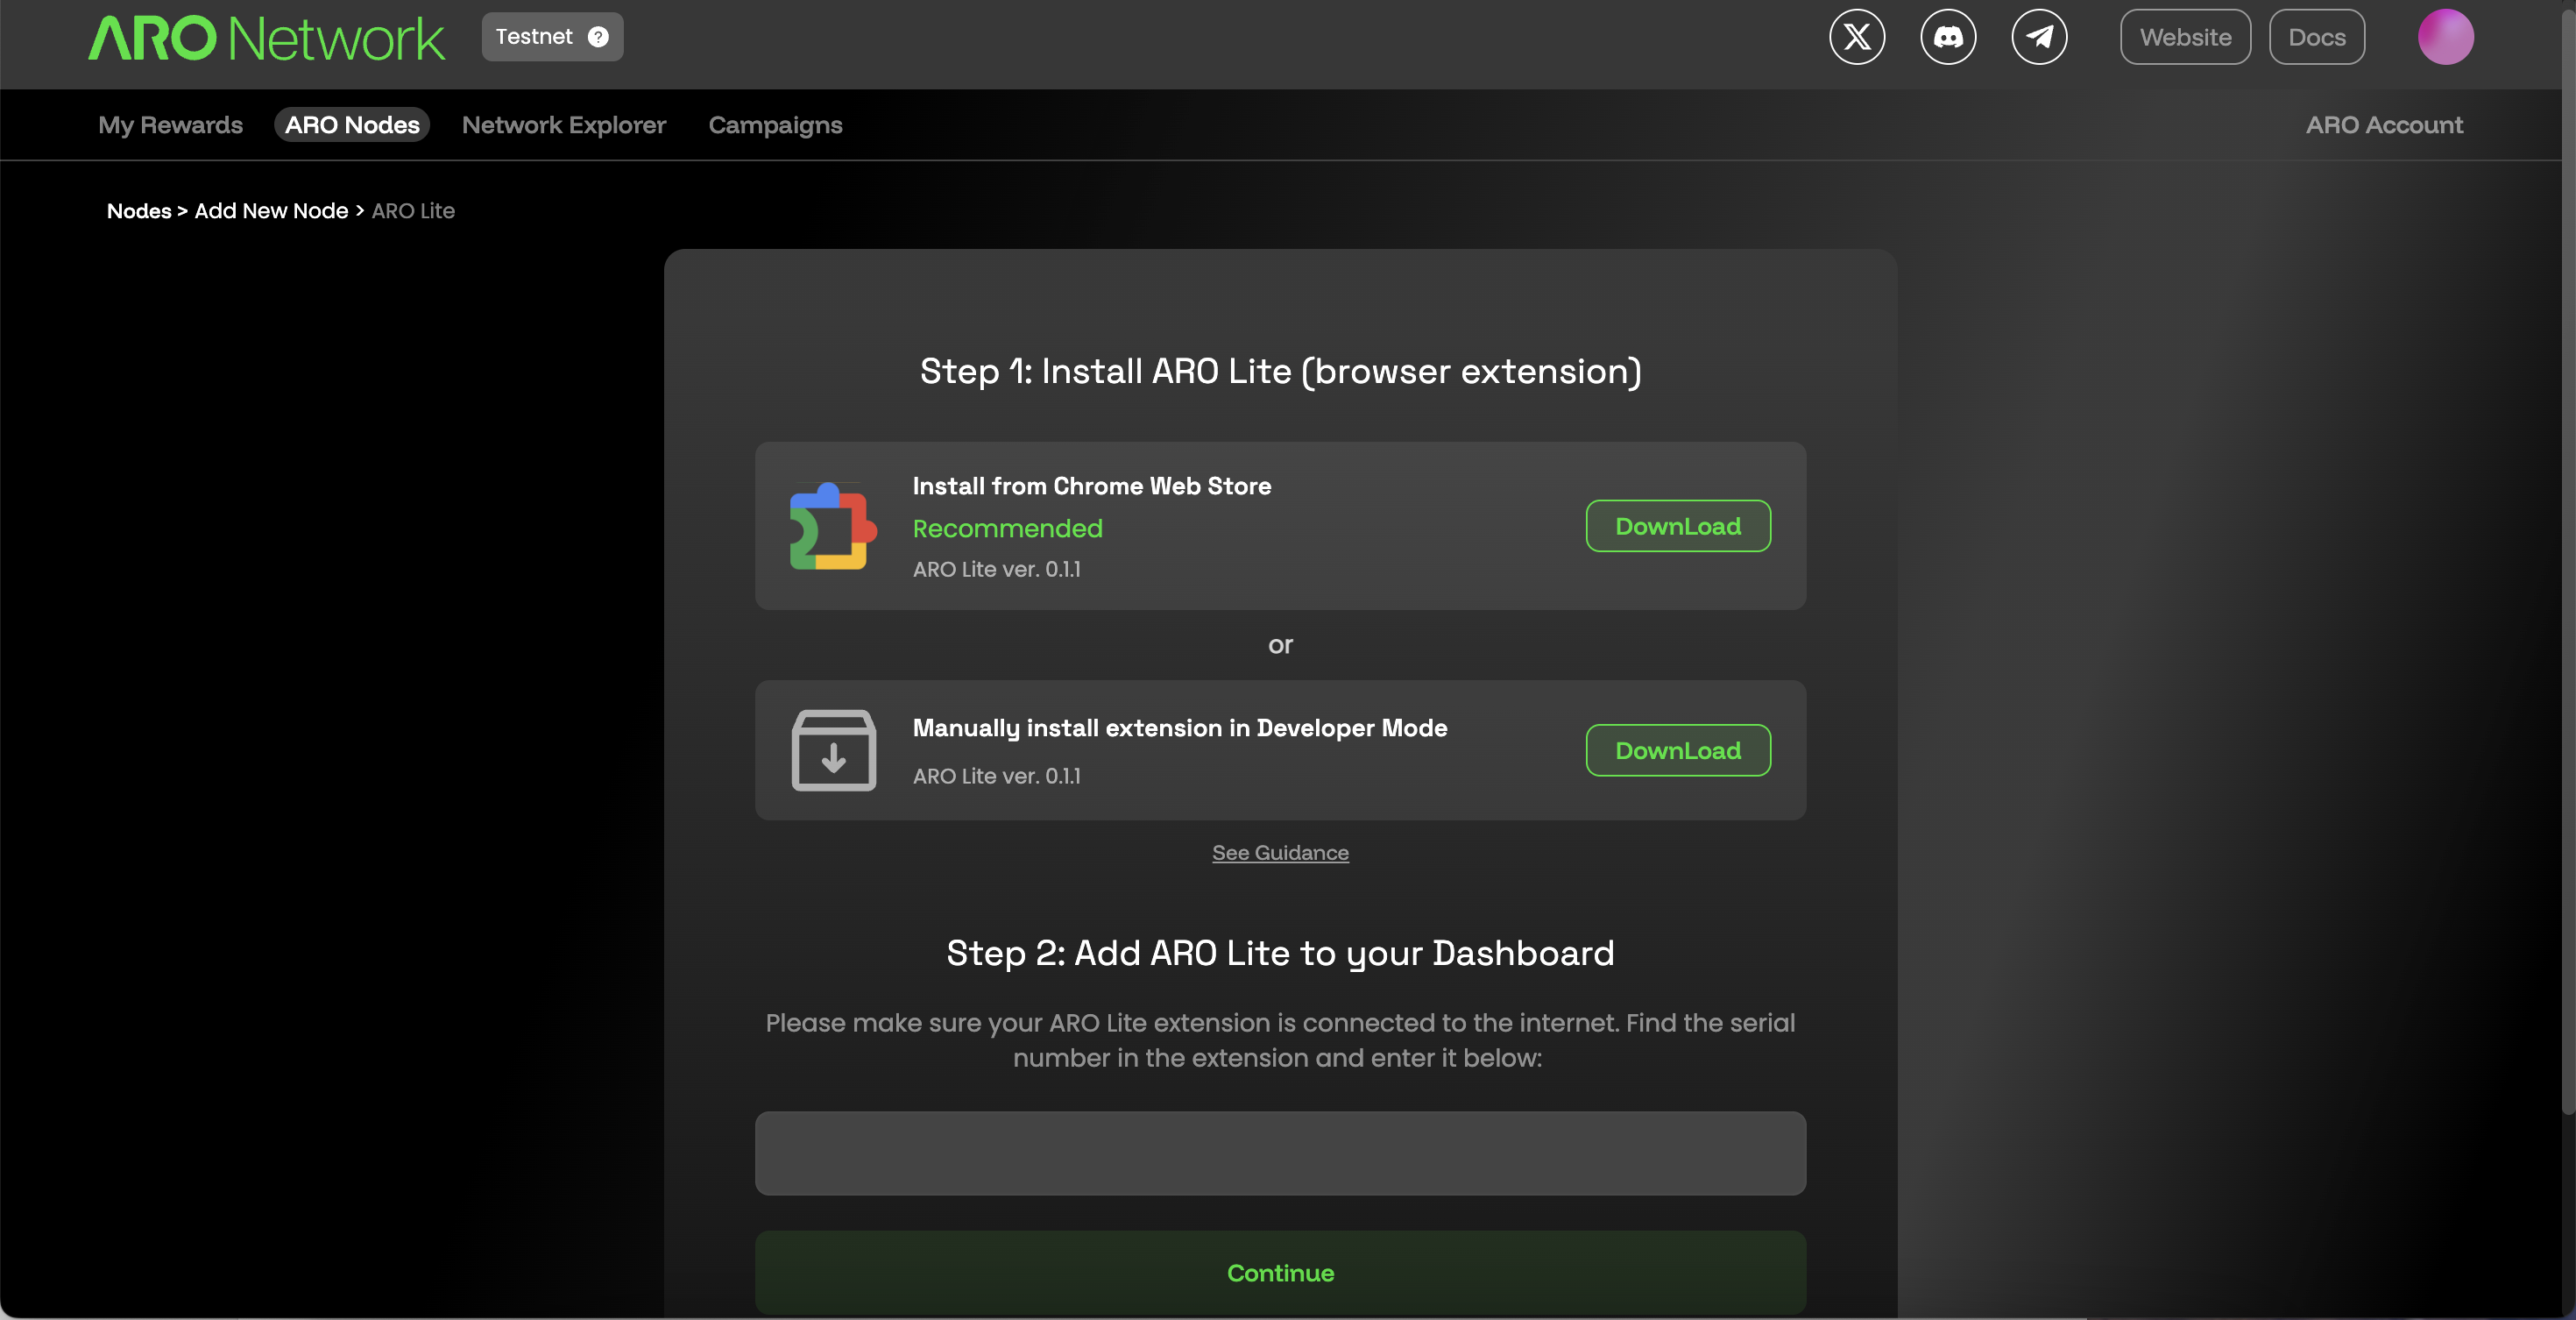 ARO Network
Testnet ?
Website
Docs
My Rewards
ARO Nodes
Network Explorer
Campaigns
ARO Account
Nodes > Add New Node > ARO Lite
Step 1: Install ARO Lite (browser extension)
Install from Chrome Web Store
Recommended
ARO Lite ver. 0.1.1
DownLoad
or
Manually install extension in Developer Mode
ARO Lite ver. 0.1.1
DownLoad
See Guidance
Step 2: Add ARO Lite to your Dashboard
Please make sure your ARO Lite extension is connected to the internet. Find the serial
number in the extension and enter it below:
Continue